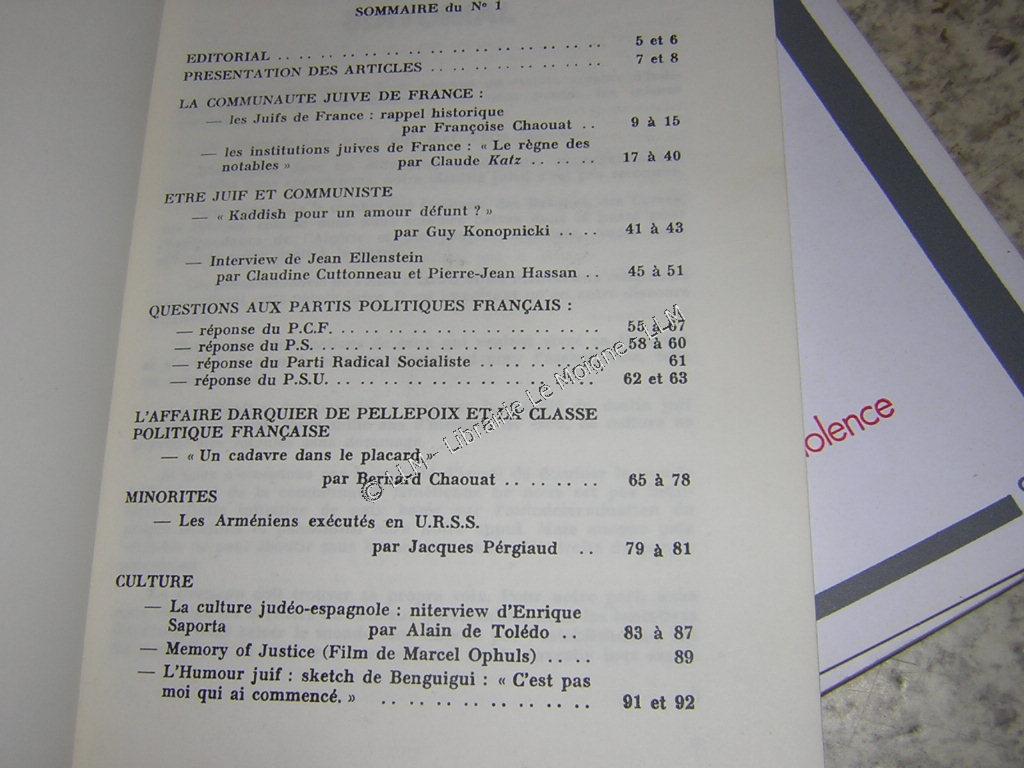 SOMMAIRE du Nº 1
EDITORIAL .. .. .. .. .. .. .. .. .. .. .. .. 5 et 6
PRESENTATION DES ARTICLES .. .. .. .. .. .. .. 7 et 8
LA COMMUNAUTE JUIVE DE FRANCE :
— les Juifs de France : rappel historique
par Françoise Chaouat .. 9 à 15
— les institutions juives de France : « Le règne des
notables » par Claude Katz .. .. .. 17 à 40
ETRE JUIF ET COMMUNISTE
— « Kaddish pour un amour défunt ? »
par Guy Konopnicki .. .. 41 à 43
— Interview de Jean Ellenstein
par Claudine Cuttonneau et Pierre-Jean Hassan .. 45 à 51
QUESTIONS AUX PARTIS POLITIQUES FRANÇAIS :
— réponse du P.C.F. .. .. .. .. .. .. .. .. .. .. 55 à 67
— réponse du P.S. .. .. .. .. .. .. .. .. .. .. .. 58 à 60
— réponse du Parti Radical Socialiste .. .. .. .. .. 61
— réponse du P.S.U. .. .. .. .. .. .. .. .. .. .. 62 et 63
L'AFFAIRE DARQUIER DE PELLEPOIX ET LA CLASSE
POLITIQUE FRANÇAISE
— « Un cadavre dans le placard »
par Bernard Chaouat .. .. .. .. 65 à 78
MINORITES
— Les Arméniens exécutés en U.R.S.S.
par Jacques Pérgiaud .. 79 à 81
CULTURE
— La culture judéo-espagnole : niterview d'Enrique
Saporta par Alain de Tolédo .. 83 à 87
— Memory of Justice (Film de Marcel Ophuls) .. .. 89
— L'Humour juif : sketch de Benguigui : « C'est pas
moi qui ai commencé. » .. .. .. .. .. .. .. 91 et 92
© LLM - Librairie Le Moigne - LLM
olence